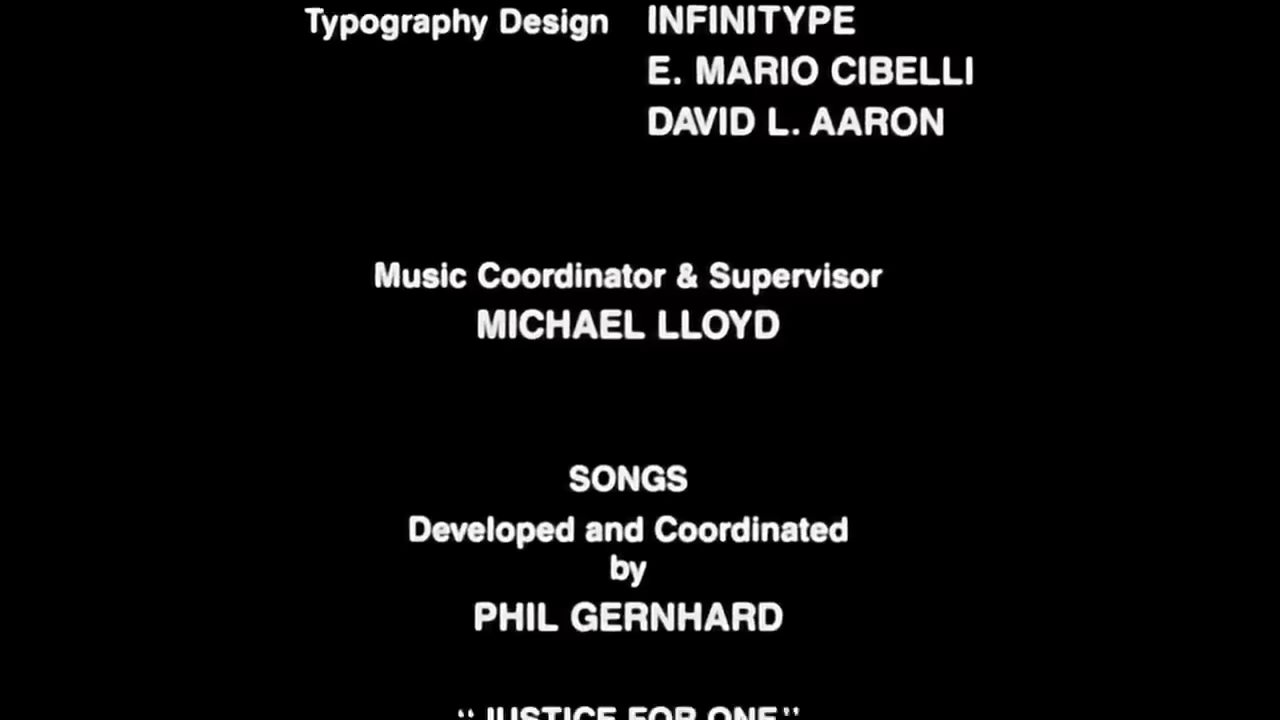 Typography Design INFINITYPE
E. MARIO CIBELLI
DAVID L. AARON
Music Coordinator & Supervisor
MICHAEL LLOYD
SONGS
Developed and Coordinated
by
PHIL GERNHARD
“JUSTICE FOR ONE”